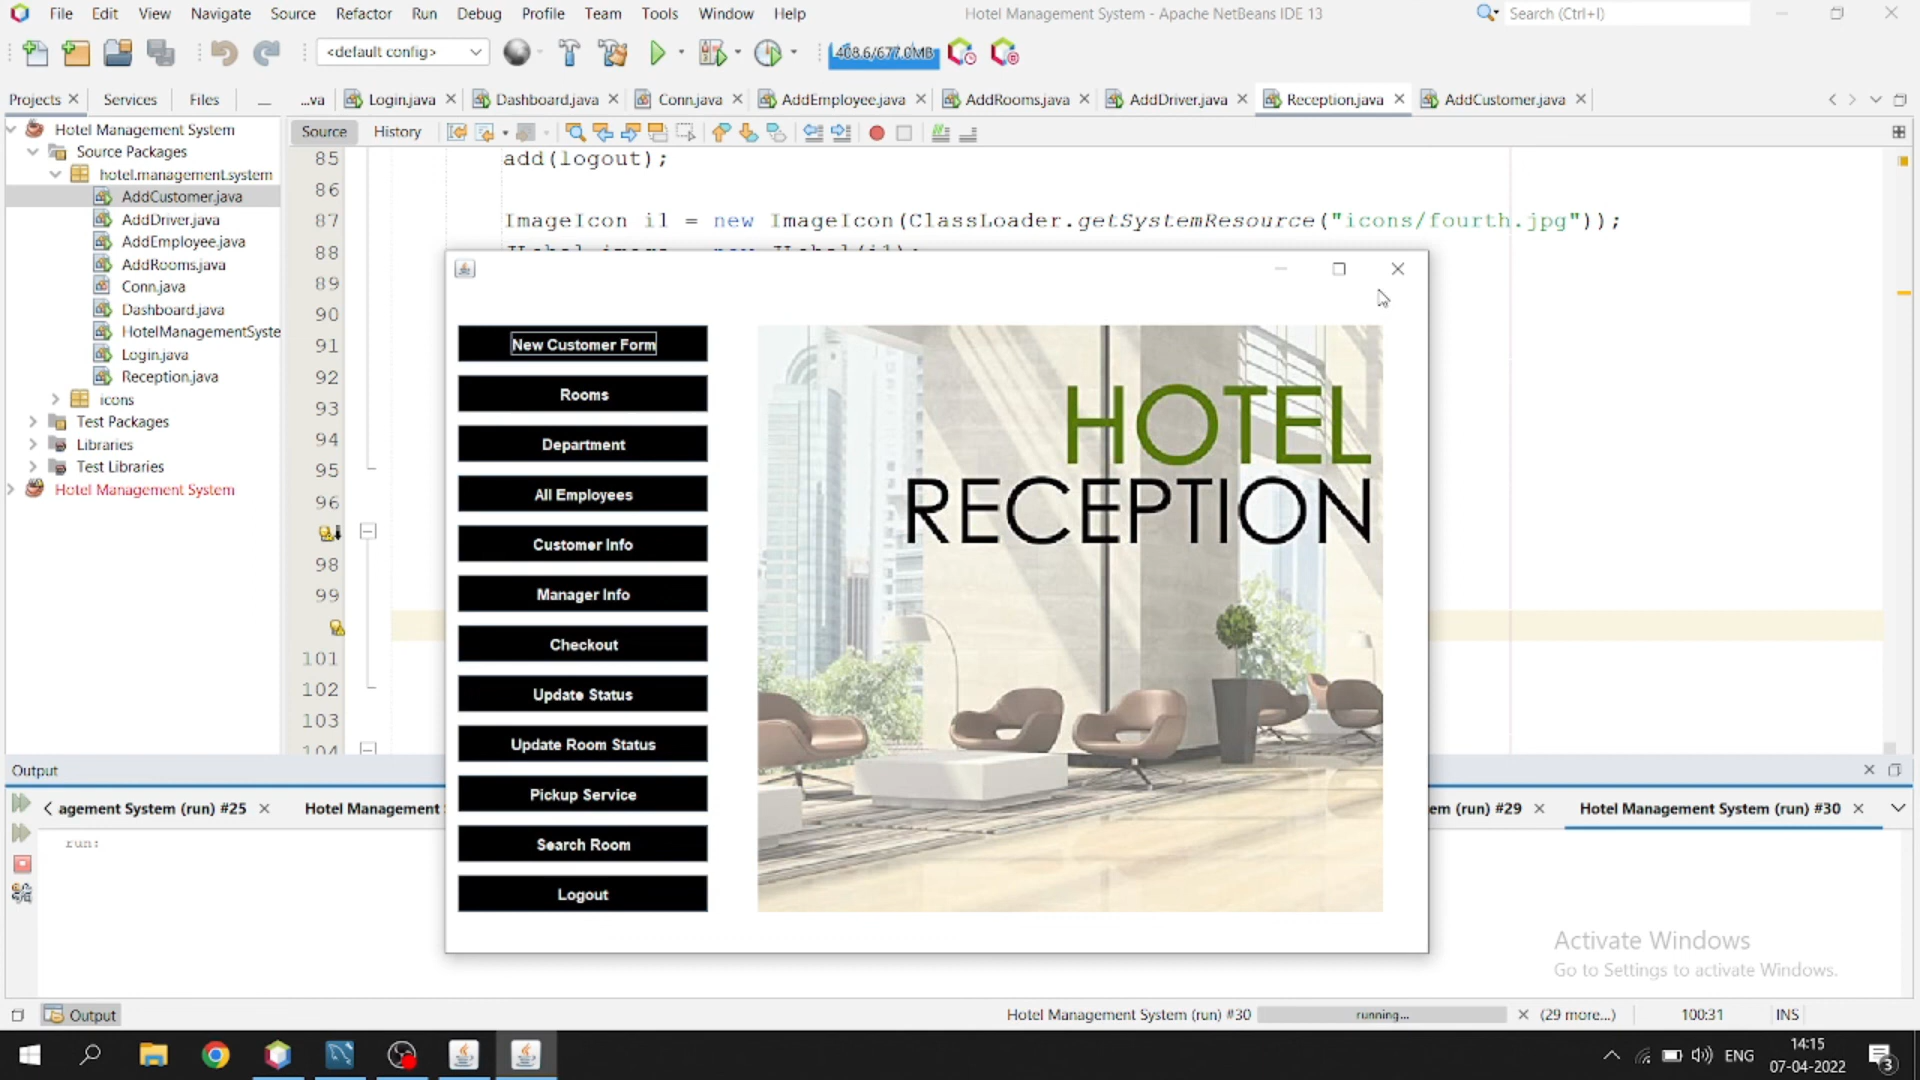 File Edit View Navigate Source Refactor Run Debug Profile Team Tools Window Help
Hotel Management System - Apache NetBeans IDE 13
Search (Ctrl+I)
<default config>
408.6/677.0MB
Projects Services Files
...va Login.java Dashboard.java Conn.java AddEmployee.java AddRooms.java AddDriver.java Reception.java AddCustomer.java
Source History
Hotel Management System
Source Packages
hotel.management.system
AddCustomer.java
AddDriver.java
AddEmployee.java
AddRooms.java
Conn.java
Dashboard.java
HotelManagementSyste
Login.java
Reception.java
icons
Test Packages
Libraries
Test Libraries
Hotel Management System
85 add(logout);
86
87 ImageIcon i1 = new ImageIcon(ClassLoader.getSystemResource("icons/fourth.jpg"));
88
89
90
91
92
93
94
95
96
98
99
101
102
103
104
New Customer Form
Rooms
Department
All Employees
Customer Info
Manager Info
Checkout
Update Status
Update Room Status
Pickup Service
Search Room
Logout
HOTEL
RECEPTION
Output
agement System (run) #25 Hotel Management em (run) #29 Hotel Management System (run) #30
run:
Activate Windows
Go to Settings to activate Windows.
Output
Hotel Management System (run) #30 running... (29 more...) 100:31 INS
ENG
14:15
07-04-2022
3